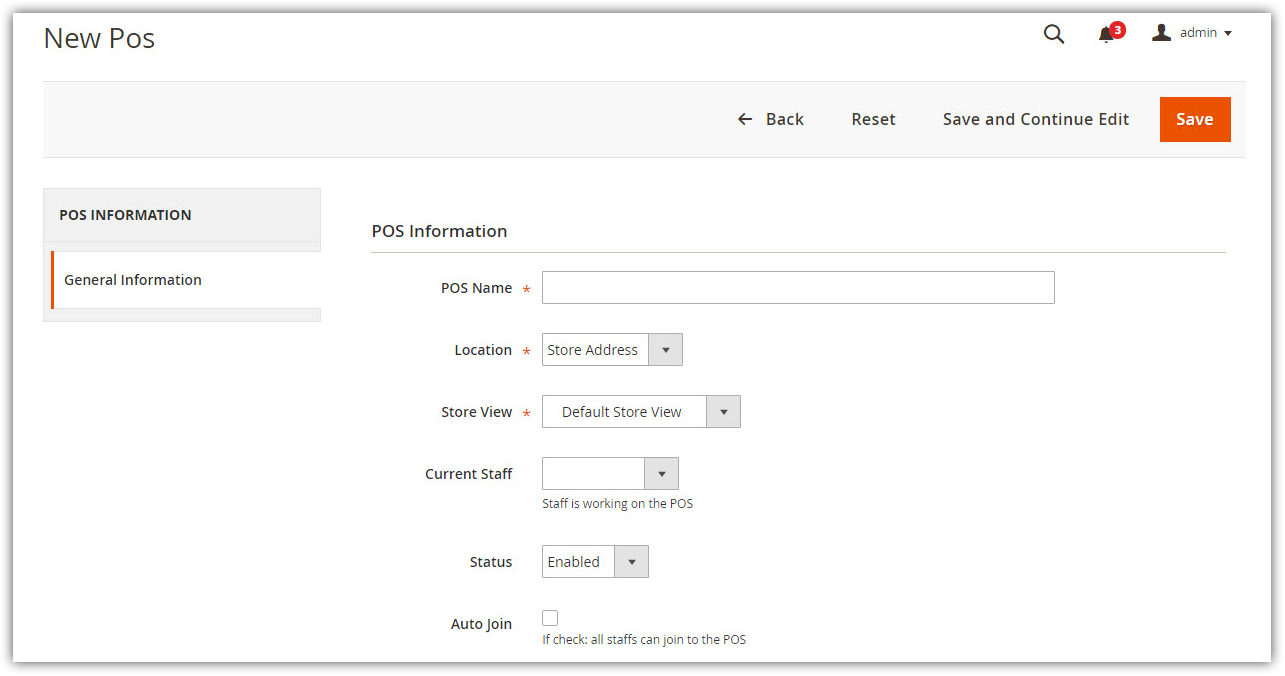 New Pos
3
admin
Back
Reset
Save and Continue Edit
Save
POS INFORMATION
General Information
POS Information
POS Name *
Location *
Store Address
Store View *
Default Store View
Current Staff
Staff is working on the POS
Status
Enabled
Auto Join
If check: all staffs can join to the POS